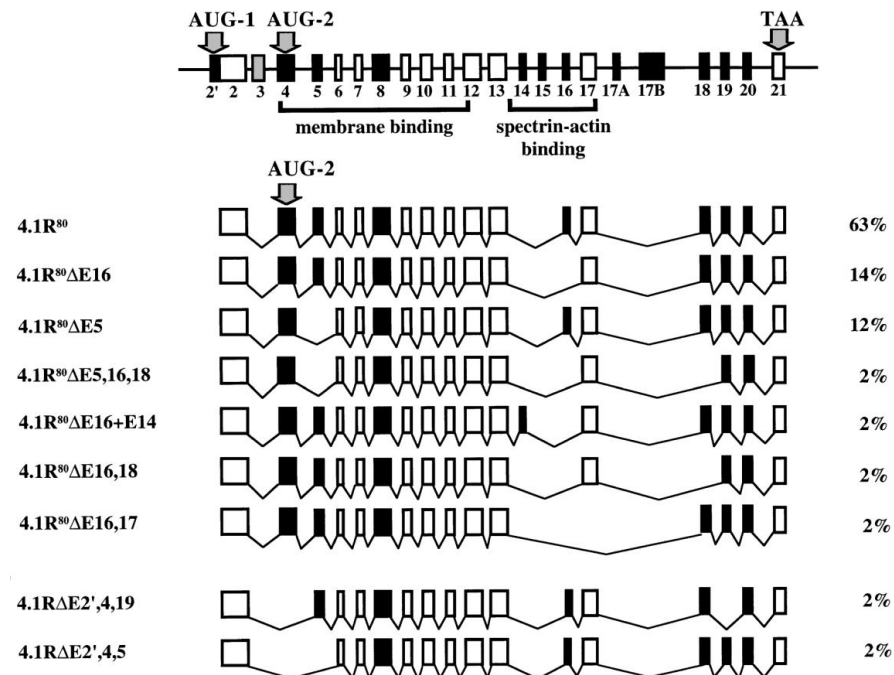 AUG-1 AUG-2 TAA
2' 2 3 4 5 6 7 8 9 10 11 12 13 14 15 16 17 17A 17B 18 19 20 21
membrane binding spectrin-actin
binding
AUG-2
4.1R⁸⁰ 63%
4.1R⁸⁰ΔE16 14%
4.1R⁸⁰ΔE5 12%
4.1R⁸⁰ΔE5,16,18 2%
4.1R⁸⁰ΔE16+E14 2%
4.1R⁸⁰ΔE16,18 2%
4.1R⁸⁰ΔE16,17 2%
4.1RΔE2',4,19 2%
4.1RΔE2',4,5 2%